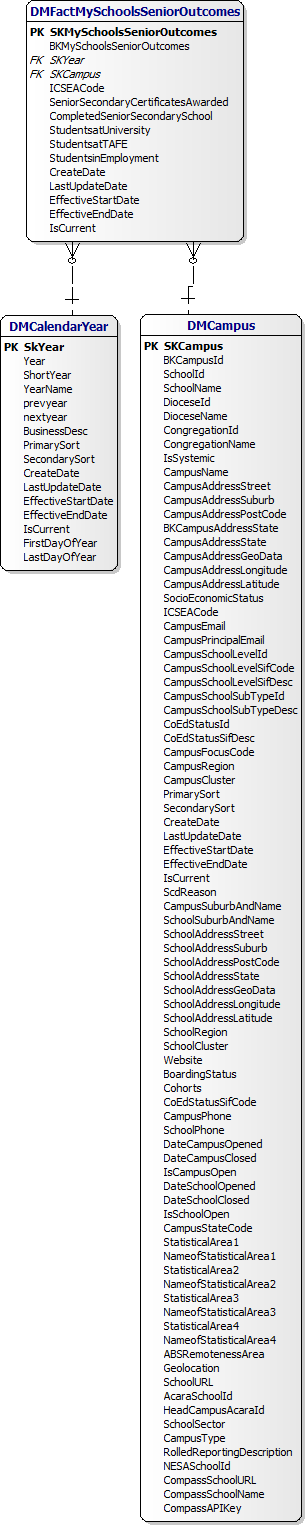 DMFactMySchoolsSeniorOutcomes
PK SKMySchoolsSeniorOutcomes
BKMySchoolsSeniorOutcomes
FK SKYear
FK SKCampus
ICSEACode
SeniorSecondaryCertificatesAwarded
CompletedSeniorSecondarySchool
StudentsatUniversity
StudentsatTAFE
StudentsinEmployment
CreateDate
LastUpdateDate
EffectiveStartDate
EffectiveEndDate
IsCurrent
DMCalendarYear
PK SkYear
Year
ShortYear
YearName
prevyear
nextyear
BusinessDesc
PrimarySort
SecondarySort
CreateDate
LastUpdateDate
EffectiveStartDate
EffectiveEndDate
IsCurrent
FirstDayOfYear
LastDayOfYear
DMCampus
PK SKCampus
BKCampusId
SchoolId
SchoolName
DioceseId
DioceseName
CongregationId
CongregationName
IsSystemic
CampusName
CampusAddressStreet
CampusAddressSuburb
CampusAddressPostCode
BKCampusAddressState
CampusAddressState
CampusAddressGeoData
CampusAddressLongitude
CampusAddressLatitude
SocioEconomicStatus
ICSEACode
CampusEmail
CampusPrincipalEmail
CampusSchoolLevelId
CampusSchoolLevelSifCode
CampusSchoolLevelSifDesc
CampusSchoolSubTypeId
CampusSchoolSubTypeDesc
CoEdStatusId
CoEdStatusSifDesc
CampusFocusCode
CampusRegion
CampusCluster
PrimarySort
SecondarySort
CreateDate
LastUpdateDate
EffectiveStartDate
EffectiveEndDate
IsCurrent
ScdReason
CampusSuburbAndName
SchoolSuburbAndName
SchoolAddressStreet
SchoolAddressSuburb
SchoolAddressPostCode
SchoolAddressState
SchoolAddressGeoData
SchoolAddressLongitude
SchoolAddressLatitude
SchoolRegion
SchoolCluster
Website
BoardingStatus
Cohorts
CoEdStatusSifCode
CampusPhone
SchoolPhone
DateCampusOpened
DateCampusClosed
IsCampusOpen
DateSchoolOpened
DateSchoolClosed
IsSchoolOpen
CampusStateCode
StatisticalArea1
NameofStatisticalArea1
StatisticalArea2
NameofStatisticalArea2
StatisticalArea3
NameofStatisticalArea3
StatisticalArea4
NameofStatisticalArea4
ABSRemotenessArea
Geolocation
SchoolURL
AcaraSchoolId
HeadCampusAcaraId
SchoolSector
CampusType
RolledReportingDescription
NESASchoolId
CompassSchoolURL
CompassSchoolName
CompassAPIKey